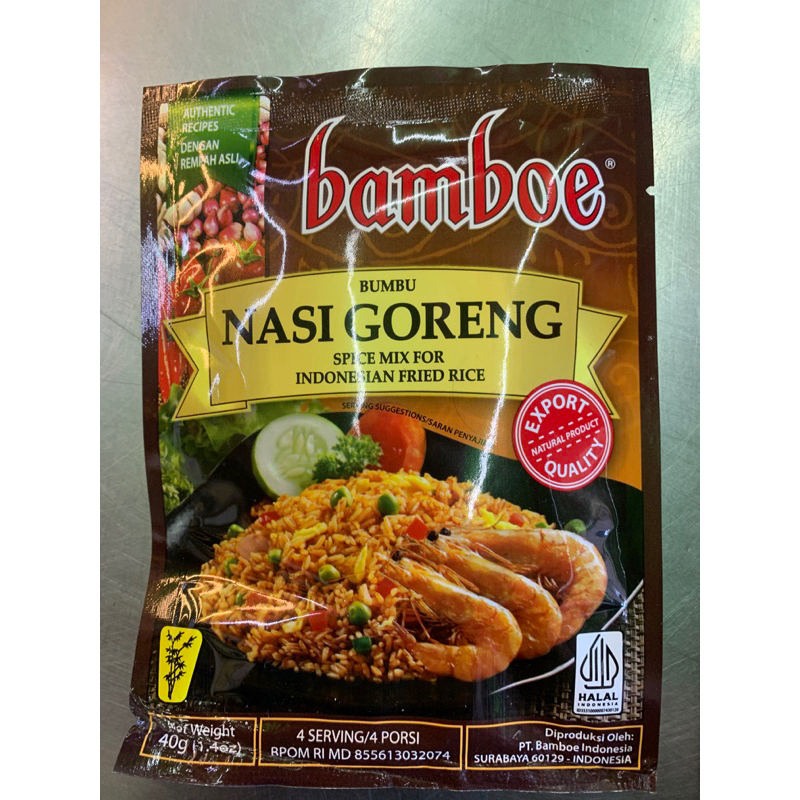 AUTHENTIC
RECIPES
DENGAN
REMPAH ASLI
bamboe®
BUMBU
NASI GORENG
SPICE MIX FOR
INDONESIAN FRIED RICE
SERVING SUGGESTIONS/SARAN PENYAJIAN
EXPORT
NATURAL PRODUCT
QUALITY
HALAL
INDONESIA
Weight
40g (1,4oz)
4 SERVING/4 PORSI
RPOM RI MD 855613032074
Diproduksi Oleh:
PT. Bamboe Indonesia
SURABAYA 60129 - INDONESIA